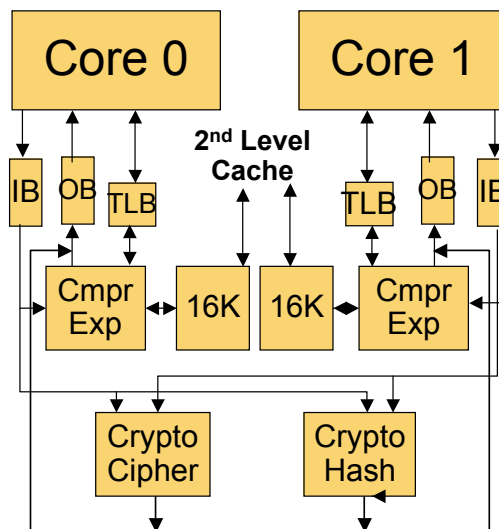 Core 0
Core 1
2nd Level
Cache
IB
OB
TLB
TLB
OB
IB
Cmpr
Exp
16K
16K
Cmpr
Exp
Crypto
Cipher
Crypto
Hash